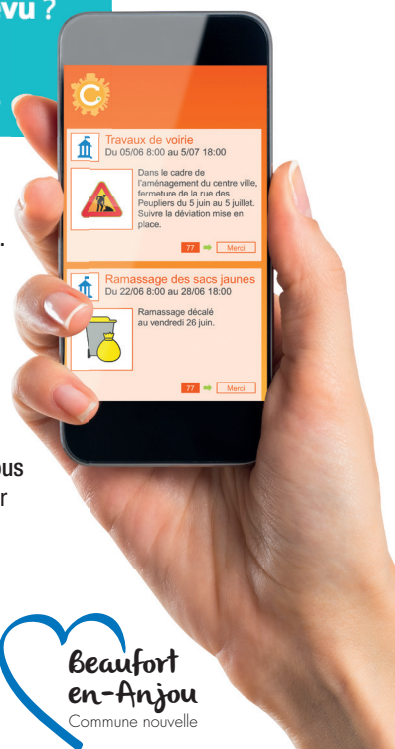 evu ?
C
Travaux de voirie
Du 05/06 8:00 au 5/07 18:00
Dans le cadre de
l'aménagement du centre ville,
fermeture de la rue des
Peupliers du 5 juin au 5 juillet.
Suivre la déviation mise en
place.
77 Merci
Ramassage des sacs jaunes
Du 22/06 8:00 au 28/06 18:00
Ramassage décalé
au vendredi 26 juin.
77 Merci
ous
r
Beaufort
en-Anjou
Commune nouvelle